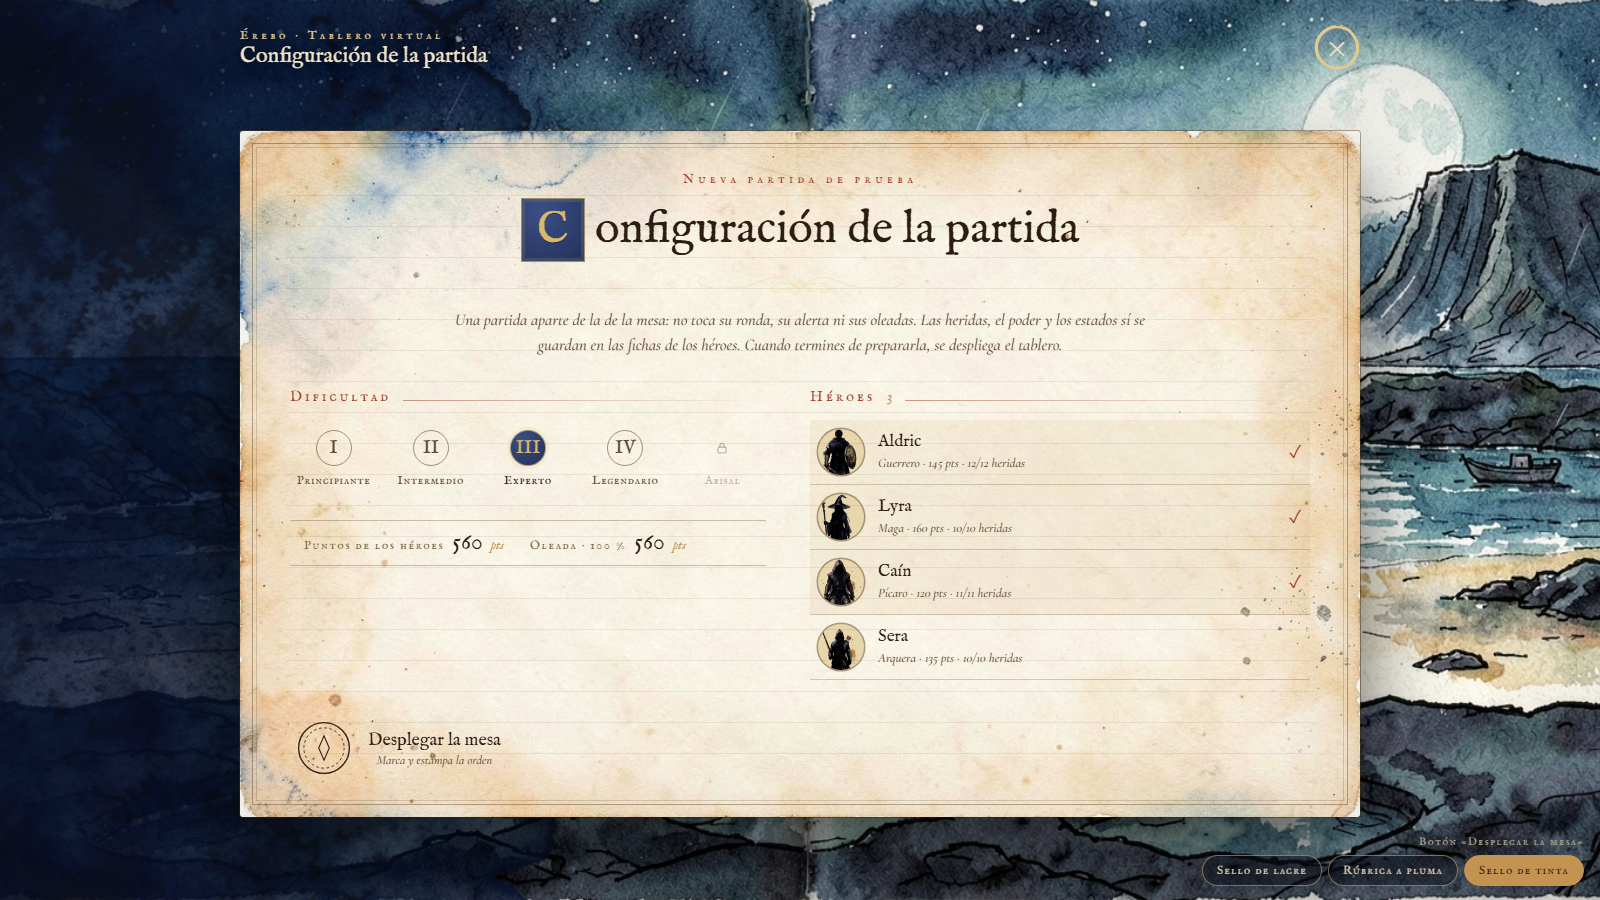 Érebo · Tablero virtual
Configuración de la partida
Nueva partida de prueba
Configuración de la partida
Una partida aparte de la de la mesa: no toca su ronda, su alerta ni sus oleadas. Las heridas, el poder y los estados sí se
guardan en las fichas de los héroes. Cuando termines de prepararla, se despliega el tablero.
Dificultad
I II III IV
Principiante Intermedio Experto Legendario Abisal
Puntos de los héroes 560 pts Oleada · 100 % 560 pts
Héroes 3
Aldric
Guerrero · 145 pts · 12/12 heridas
Lyra
Maga · 160 pts · 10/10 heridas
Caín
Pícaro · 120 pts · 11/11 heridas
Sera
Arquera · 135 pts · 10/10 heridas
Desplegar la mesa
Marca y estampa la orden
Botón «Desplegar la mesa»
Sello de lacre Rúbrica a pluma Sello de tinta